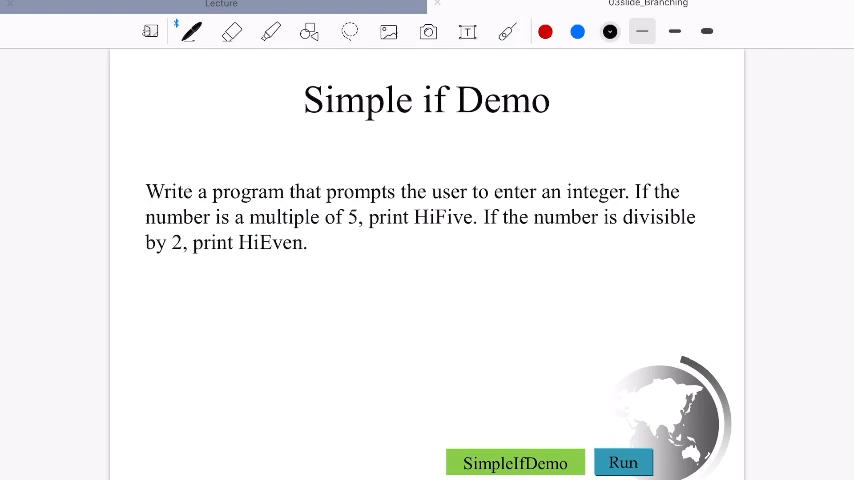 Lecture
03slide_Branching
T
Simple if Demo
Write a program that prompts the user to enter an integer. If the
number is a multiple of 5, print HiFive. If the number is divisible
by 2, print HiEven.
SimpleIfDemo
Run